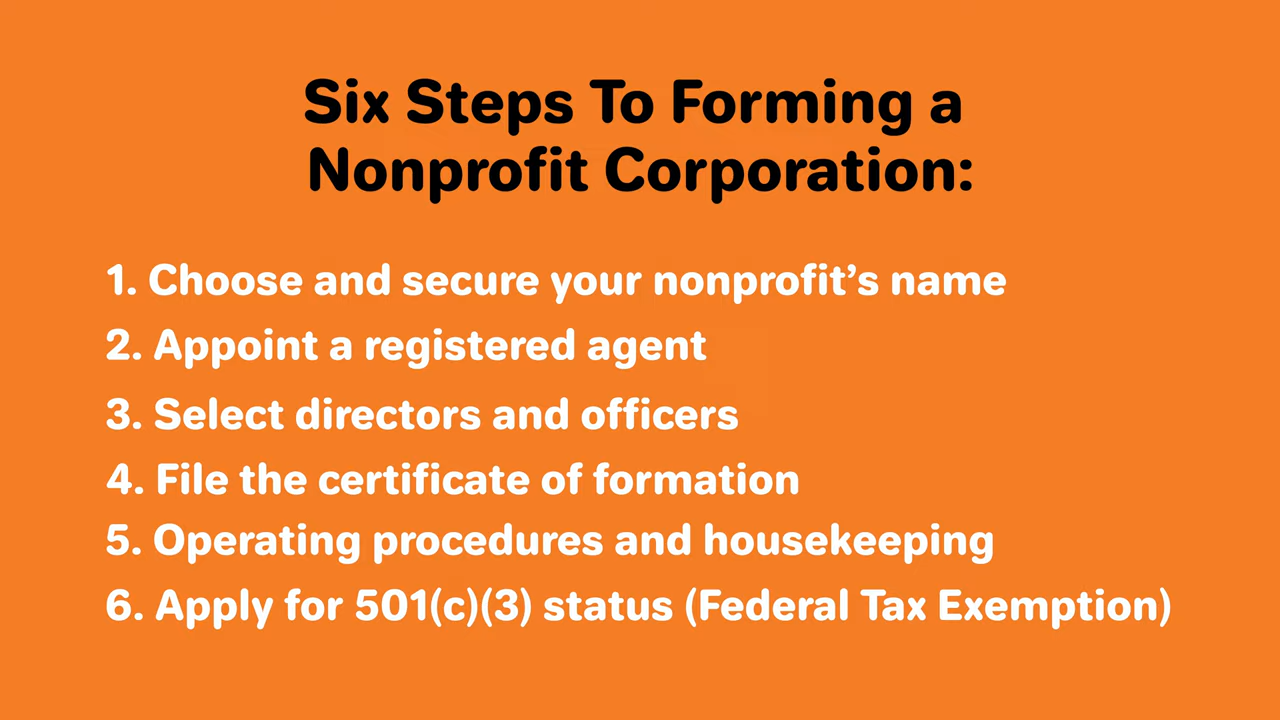 Six Steps To Forming a
Nonprofit Corporation:
1. Choose and secure your nonprofit’s name
2. Appoint a registered agent
3. Select directors and officers
4. File the certificate of formation
5. Operating procedures and housekeeping
6. Apply for 501(c)(3) status (Federal Tax Exemption)